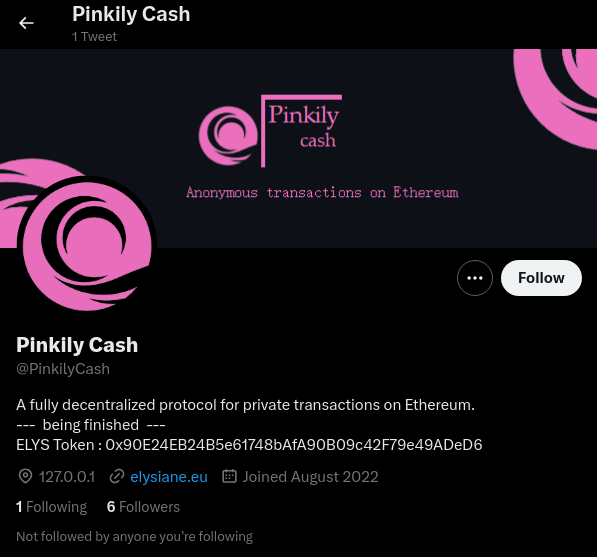 Pinkily Cash
1 Tweet
Pinkily
cash
Anonymous transactions on Ethereum
Follow
Pinkily Cash
@PinkilyCash
A fully decentralized protocol for private transactions on Ethereum.
--- being finished ---
ELYS Token : 0x90E24EB24B5e61748bAfA90B09c42F79e49ADeD6
127.0.0.1 elysiane.eu Joined August 2022
1 Following 6 Followers
Not followed by anyone you're following